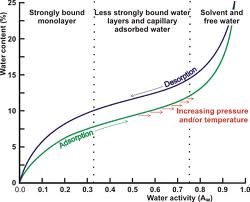 Strongly bound monolayer
Less strongly bound water layers and capillary adsorbed water
Solvent and free water
Water content (%)
25
20
15
10
5
0
Desorption
Adsorption
Increasing pressure and/or temperature
0.0 0.1 0.2 0.3 0.4 0.5 0.6 0.7 0.8 0.9 1.0
Water activity (Aw)